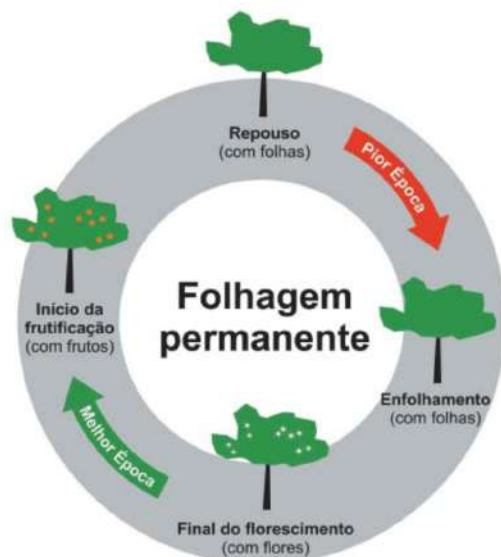 Repouso
(com folhas)
Pior Época
Início da
frutificação
(com frutos)
Folhagem
permanente
Enfolhamento
(com folhas)
Melhor Época
Final do florescimento
(com flores)